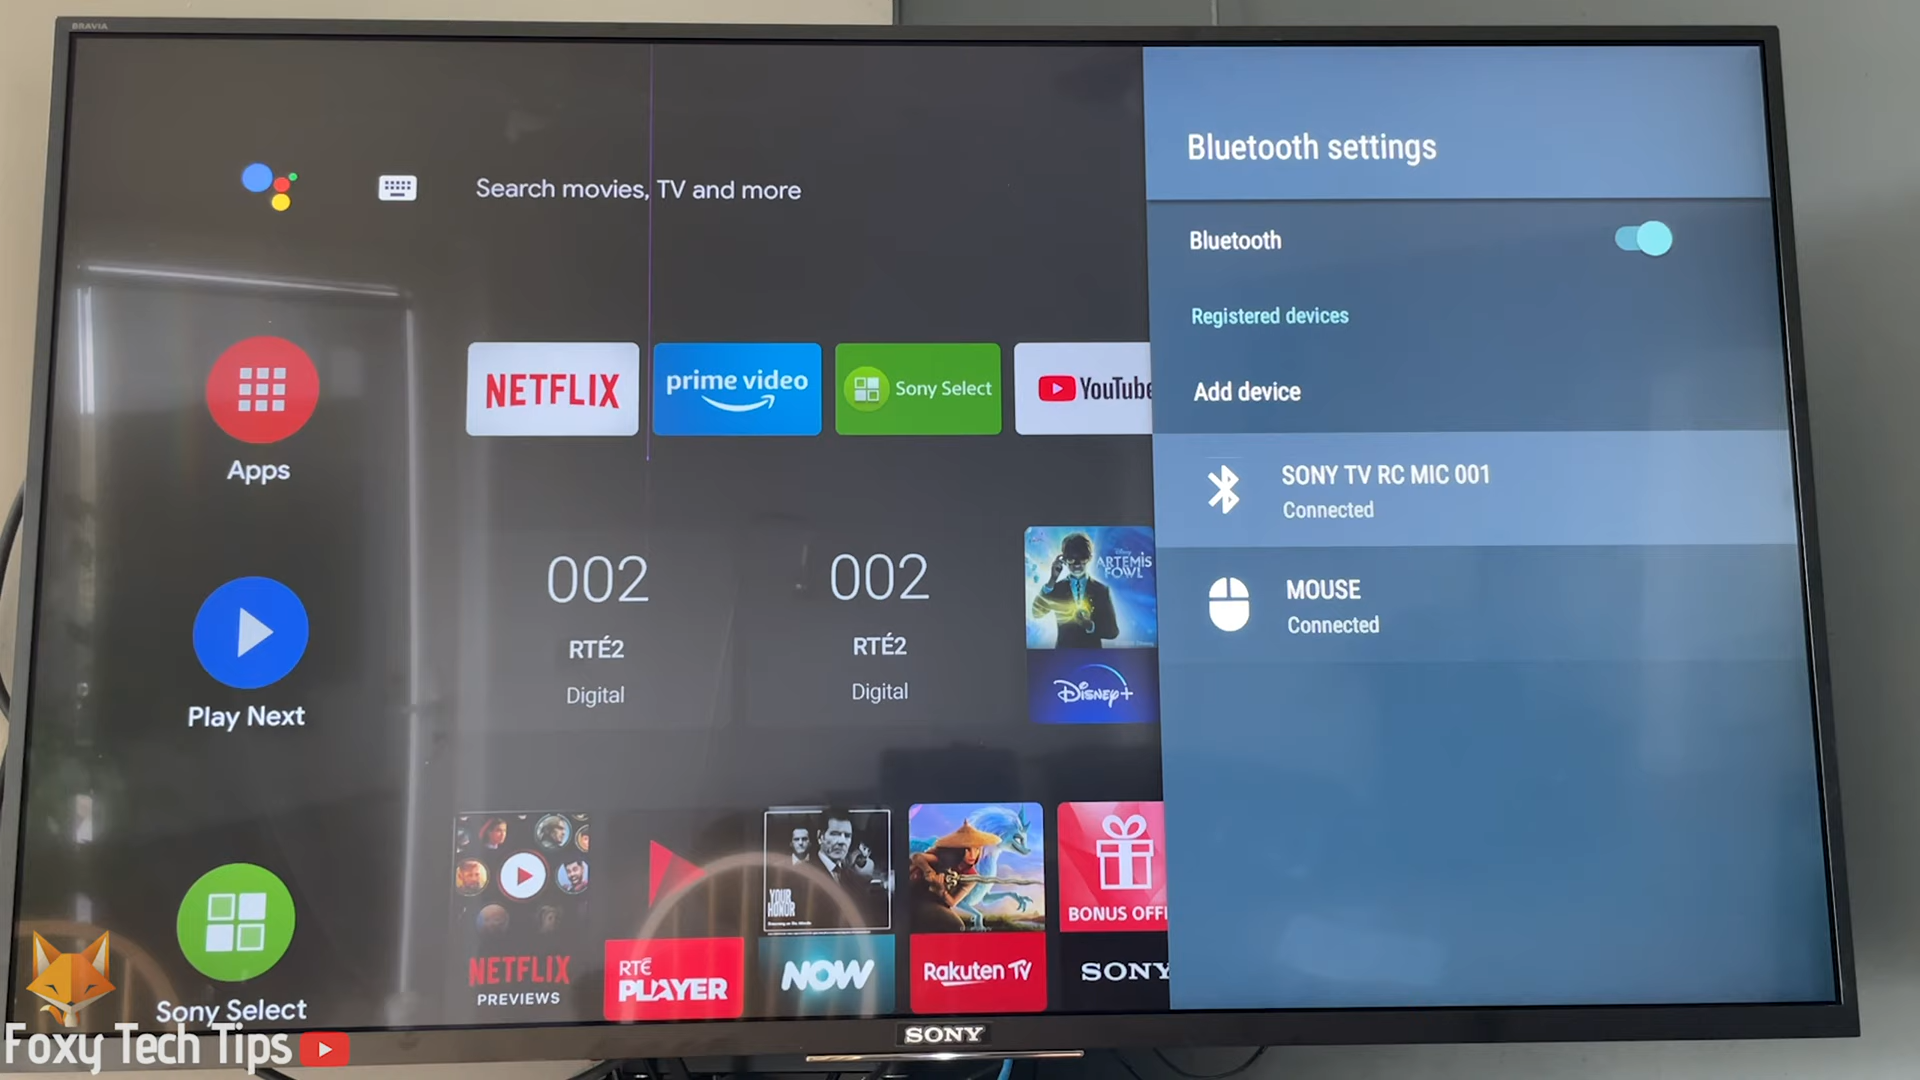 BRAVIA
Search movies, TV and more
Apps
Play Next
Sony Select
NETFLIX
prime video
Sony Select
YouTube
002
RTÉ2
Digital
002
RTÉ2
Digital
ARTEMIS
FOWL
Disney+
NETFLIX
PREVIEWS
RTÉ
PLAYER
YOUR
HONOR
NOW
Rakuten TV
BONUS OFF
SONY
Bluetooth settings
Bluetooth
Registered devices
Add device
SONY TV RC MIC 001
Connected
MOUSE
Connected
SONY
Foxy Tech Tips